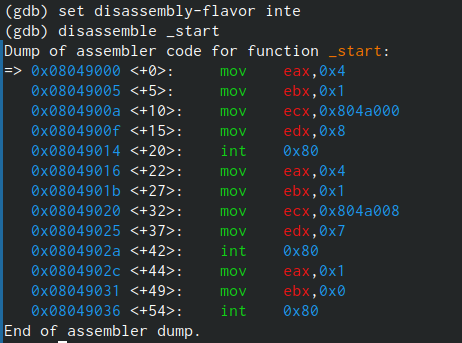 (gdb) set disassembly-flavor inte
(gdb) disassemble _start
Dump of assembler code for function _start:
=> 0x08049000 <+0>:     mov    eax,0x4
   0x08049005 <+5>:     mov    ebx,0x1
   0x0804900a <+10>:    mov    ecx,0x804a000
   0x0804900f <+15>:    mov    edx,0x8
   0x08049014 <+20>:    int    0x80
   0x08049016 <+22>:    mov    eax,0x4
   0x0804901b <+27>:    mov    ebx,0x1
   0x08049020 <+32>:    mov    ecx,0x804a008
   0x08049025 <+37>:    mov    edx,0x7
   0x0804902a <+42>:    int    0x80
   0x0804902c <+44>:    mov    eax,0x1
   0x08049031 <+49>:    mov    ebx,0x0
   0x08049036 <+54>:    int    0x80
End of assembler dump.